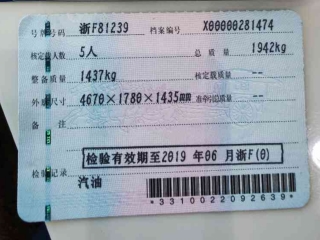 号牌号码 浙F81239 档案编号 X00000281474
核定载人数 5人 总质量 1942kg
整备质量 1437kg 核定载质量 --
外廓尺寸 4670×1780×1435mm 准牵引总质量 --
备注
检验有效期至2019年06月浙F(0)
检验记录
汽油
*3310022092639*